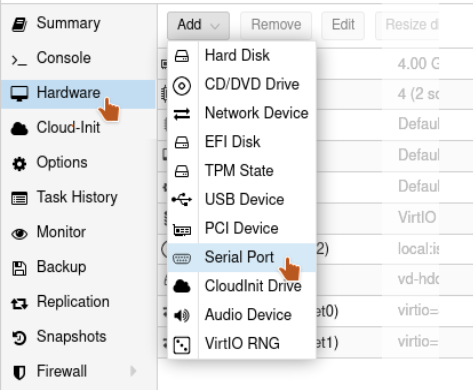 Summary
Console
Hardware
Cloud-Init
Options
Task History
Monitor
Backup
Replication
Snapshots
Firewall
Add
Remove
Edit
Resize d
Hard Disk
CD/DVD Drive
Network Device
EFI Disk
TPM State
USB Device
PCI Device
Serial Port
CloudInit Drive
Audio Device
VirtIO RNG
4.00 G
4 (2 so
Defaul
Defaul
Defaul
VirtIO
2)
local:is
vd-hdd
et0)
virtio=
et1)
virtio=